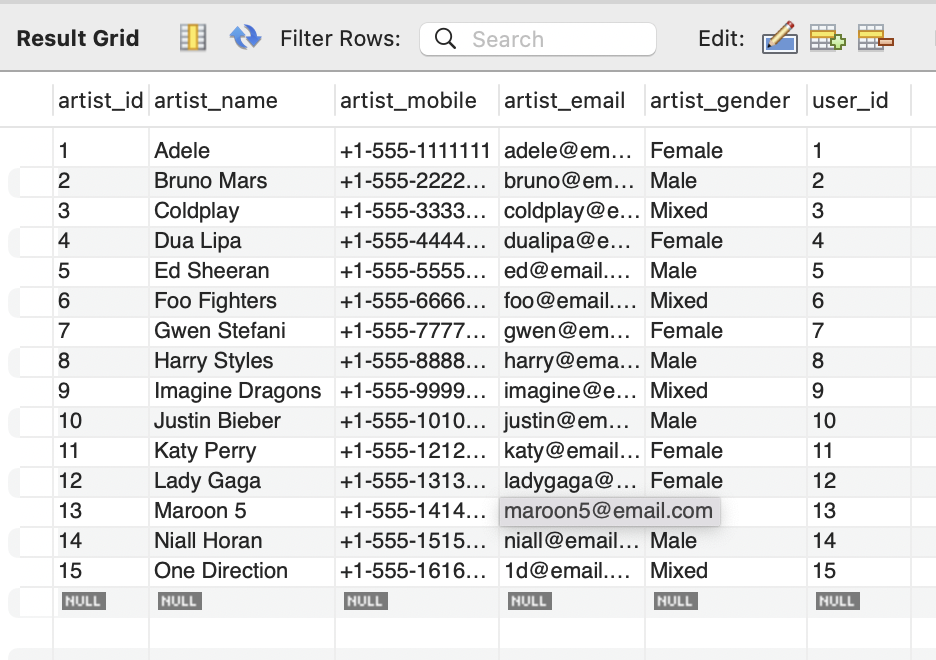 Result Grid Filter Rows: Search Edit:
artist_id artist_name artist_mobile artist_email artist_gender user_id
1 Adele +1-555-1111111 adele@em... Female 1
2 Bruno Mars +1-555-2222... bruno@em... Male 2
3 Coldplay +1-555-3333... coldplay@e... Mixed 3
4 Dua Lipa +1-555-4444... dualipa@e... Female 4
5 Ed Sheeran +1-555-5555... ed@email.... Male 5
6 Foo Fighters +1-555-6666... foo@email.... Mixed 6
7 Gwen Stefani +1-555-7777... gwen@em... Female 7
8 Harry Styles +1-555-8888... harry@ema... Male 8
9 Imagine Dragons +1-555-9999... imagine@e... Mixed 9
10 Justin Bieber +1-555-1010... justin@em... Male 10
11 Katy Perry +1-555-1212... katy@email... Female 11
12 Lady Gaga +1-555-1313... ladygaga@... Female 12
13 Maroon 5 +1-555-1414... maroon5@email.com 13
14 Niall Horan +1-555-1515... niall@email... Male 14
15 One Direction +1-555-1616... 1d@email.... Mixed 15
NULL NULL NULL NULL NULL NULL